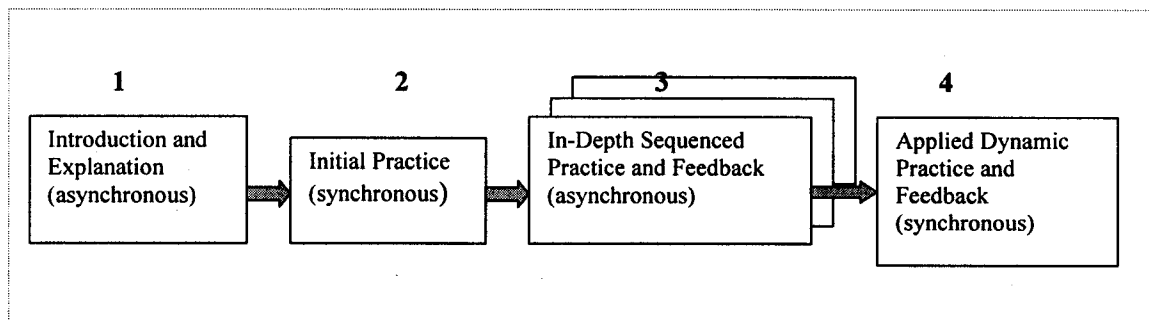 1
Introduction and
Explanation
(asynchronous)
2
Initial Practice
(synchronous)
3
In-Depth Sequenced
Practice and Feedback
(asynchronous)
4
Applied Dynamic
Practice and
Feedback
(synchronous)